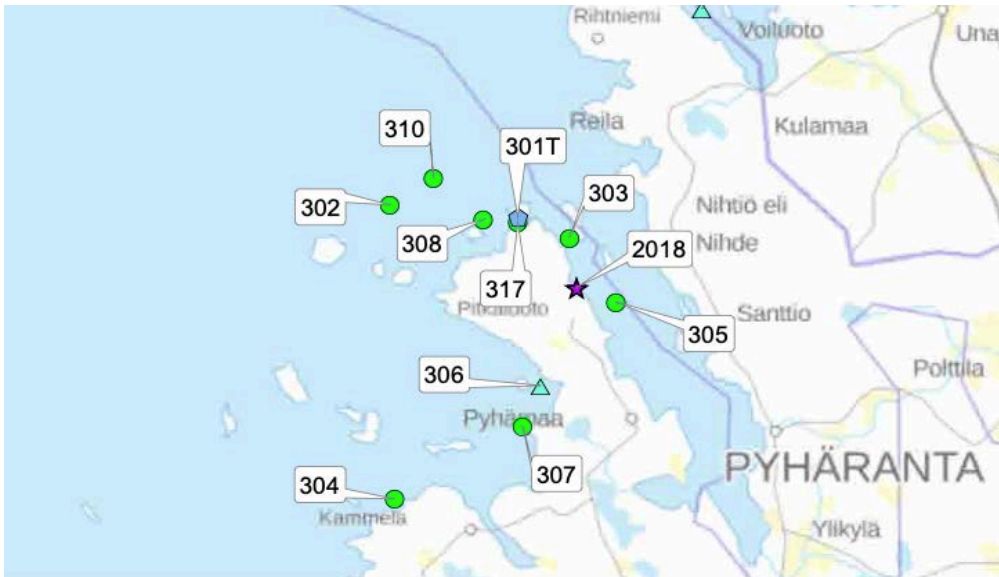 Rihtniemi
Voiluoto
Una
310
Reila
Kulamaa
301T
303
302
308
Nihtiö eli
Nihde
2018
317
Santtio
305
306
Polttila
Pyhämaa
307
PYHÄRANTA
304
Kammela
Ylikylä